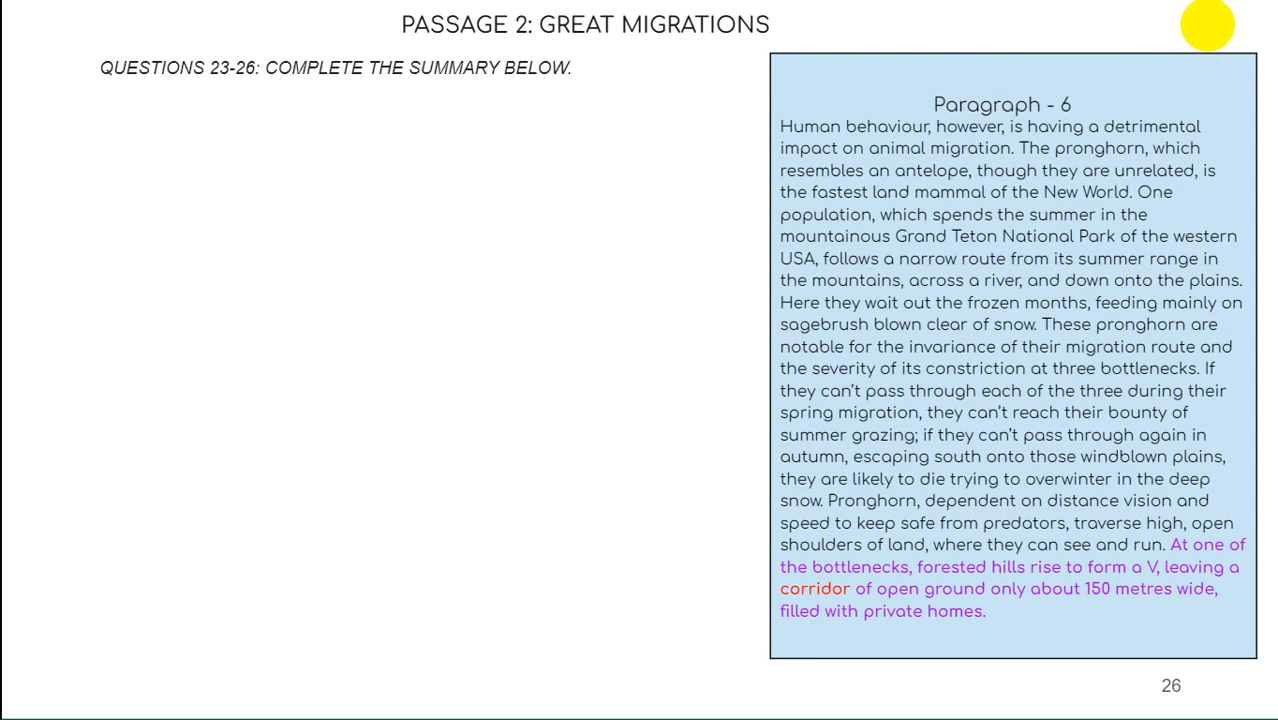 PASSAGE 2: GREAT MIGRATIONS
QUESTIONS 23-26: COMPLETE THE SUMMARY BELOW.
Paragraph - 6
Human behaviour, however, is having a detrimental
impact on animal migration. The pronghorn, which
resembles an antelope, though they are unrelated, is
the fastest land mammal of the New World. One
population, which spends the summer in the
mountainous Grand Teton National Park of the western
USA, follows a narrow route from its summer range in
the mountains, across a river, and down onto the plains.
Here they wait out the frozen months, feeding mainly on
sagebrush blown clear of snow. These pronghorn are
notable for the invariance of their migration route and
the severity of its constriction at three bottlenecks. If
they can't pass through each of the three during their
spring migration, they can't reach their bounty of
summer grazing; if they can't pass through again in
autumn, escaping south onto those windblown plains,
they are likely to die trying to overwinter in the deep
snow. Pronghorn, dependent on distance vision and
speed to keep safe from predators, traverse high, open
shoulders of land, where they can see and run. At one of
the bottlenecks, forested hills rise to form a V, leaving a
corridor of open ground only about 150 metres wide,
filled with private homes.
26